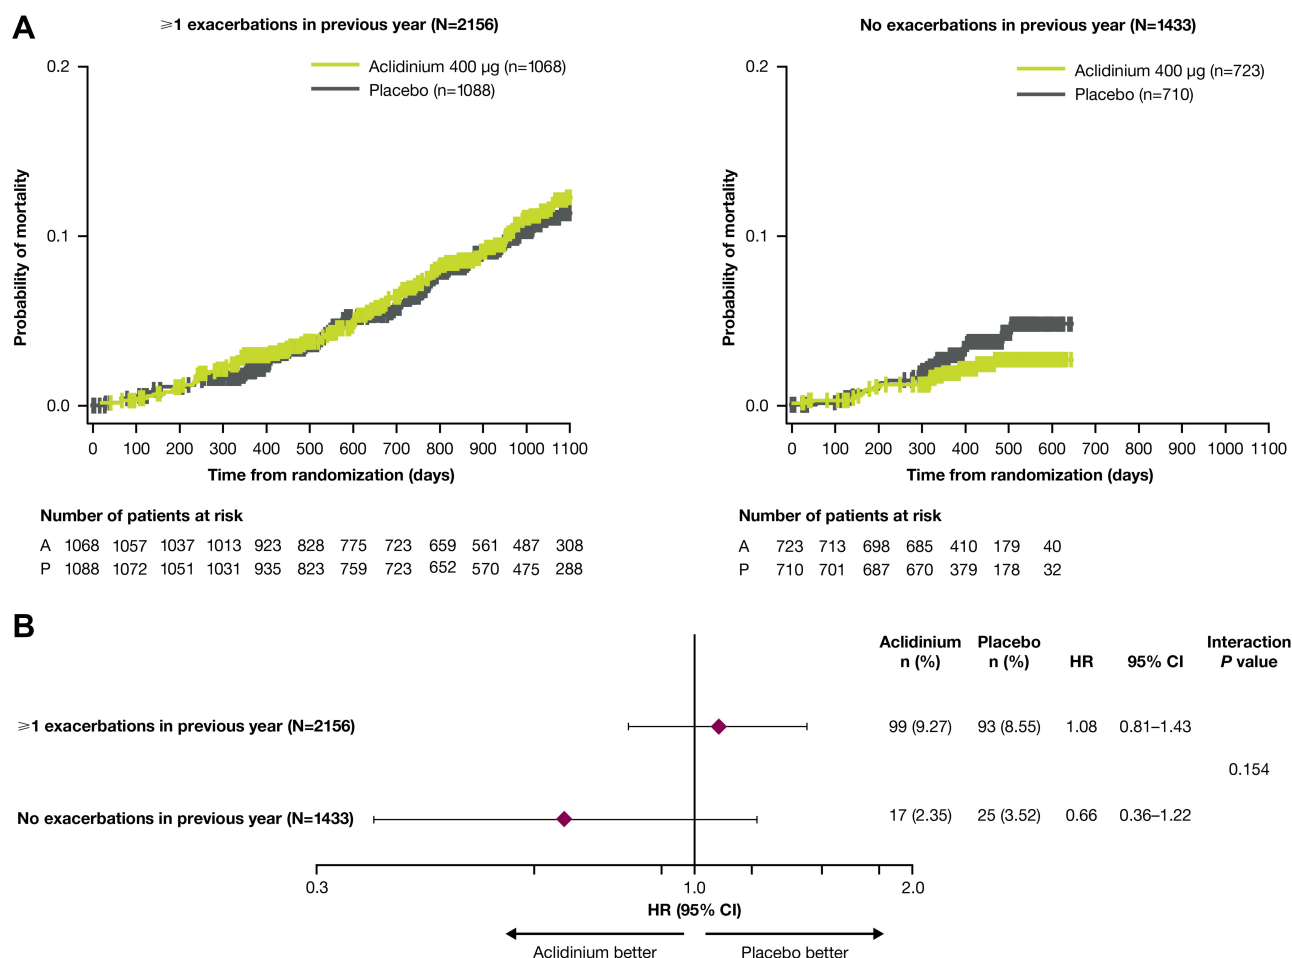 A
⩾1 exacerbations in previous year (N=2156)
Aclidinium 400 μg (n=1068)
Placebo (n=1088)
0.2
0.1
0.0
Probability of mortality
0 100 200 300 400 500 600 700 800 900 1000 1100
Time from randomization (days)
Number of patients at risk
A 1068 1057 1037 1013 923 828 775 723 659 561 487 308
P 1088 1072 1051 1031 935 823 759 723 652 570 475 288
No exacerbations in previous year (N=1433)
Aclidinium 400 μg (n=723)
Placebo (n=710)
0.2
0.1
0.0
Probability of mortality
0 100 200 300 400 500 600 700 800 900 1000 1100
Time from randomization (days)
Number of patients at risk
A 723 713 698 685 410 179 40
P 710 701 687 670 379 178 32
B
Aclidinium Placebo Interaction
n (%) n (%) HR 95% CI P value
⩾1 exacerbations in previous year (N=2156) 99 (9.27) 93 (8.55) 1.08 0.81–1.43
0.154
No exacerbations in previous year (N=1433) 17 (2.35) 25 (3.52) 0.66 0.36–1.22
0.3 1.0 2.0
HR (95% CI)
Aclidinium better Placebo better